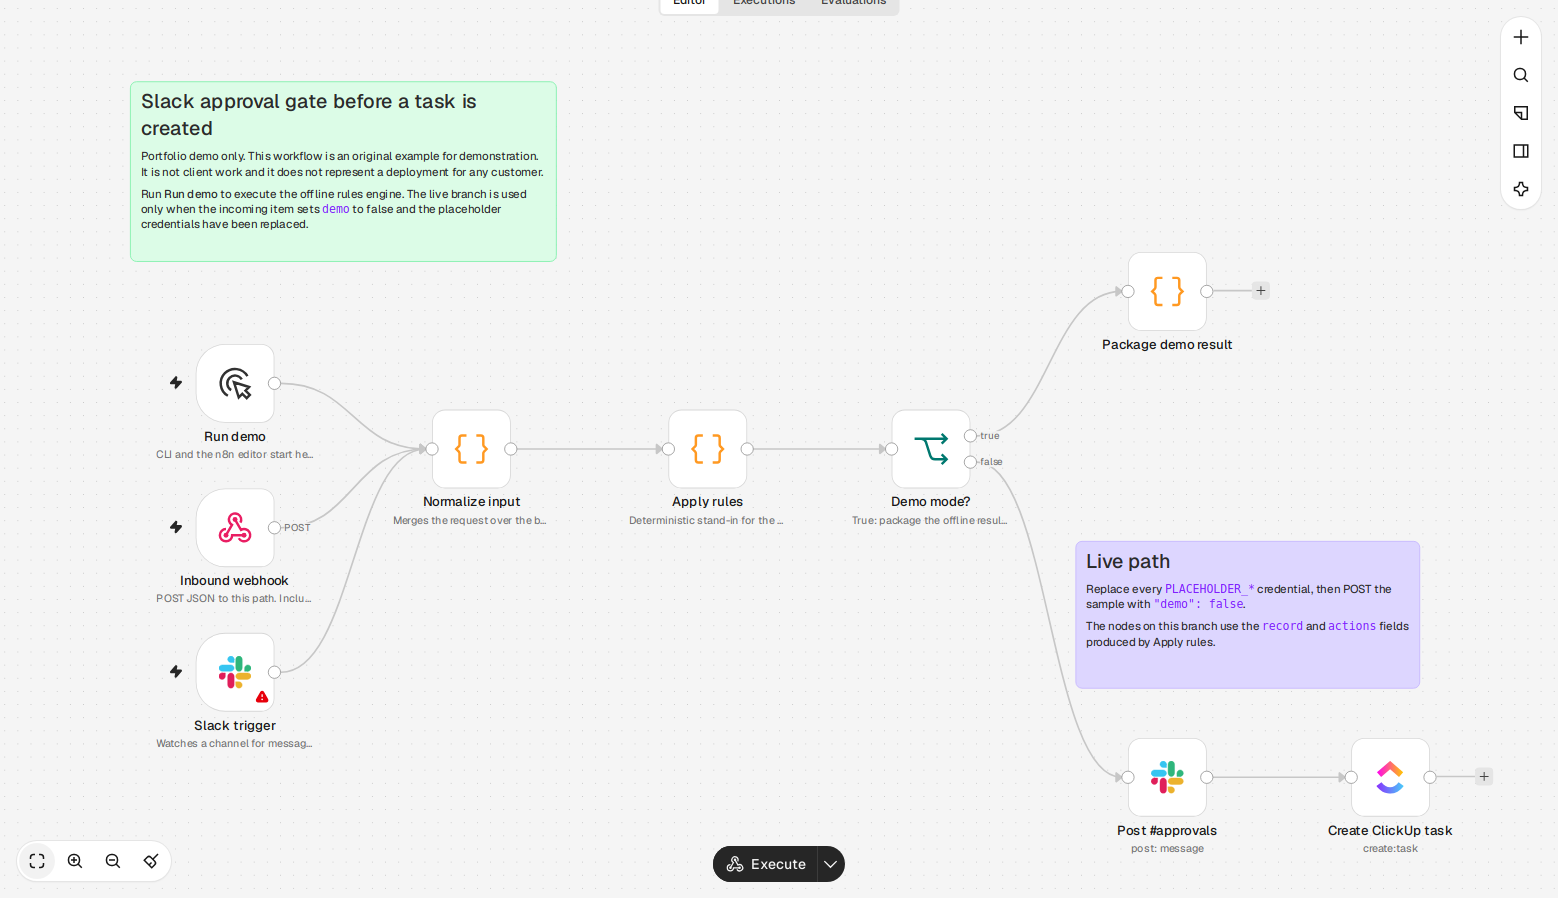 Editor Executions Evaluations
Slack approval gate before a task is
created
Portfolio demo only. This workflow is an original example for demonstration.
It is not client work and it does not represent a deployment for any customer.
Run Run demo to execute the offline rules engine. The live branch is used
only when the incoming item sets demo to false and the placeholder
credentials have been replaced.
Package demo result
Run demo
CLI and the n8n editor start he...
true
false
Normalize input
Merges the request over the b...
Apply rules
Deterministic stand-in for the ...
Demo mode?
True: package the offline resul...
POST
Inbound webhook
POST JSON to this path. Inclu...
Live path
Replace every PLACEHOLDER_* credential, then POST the
sample with "demo": false.
The nodes on this branch use the record and actions fields
produced by Apply rules.
Slack trigger
Watches a channel for messag...
Post #approvals
post: message
Create ClickUp task
create:task
Execute